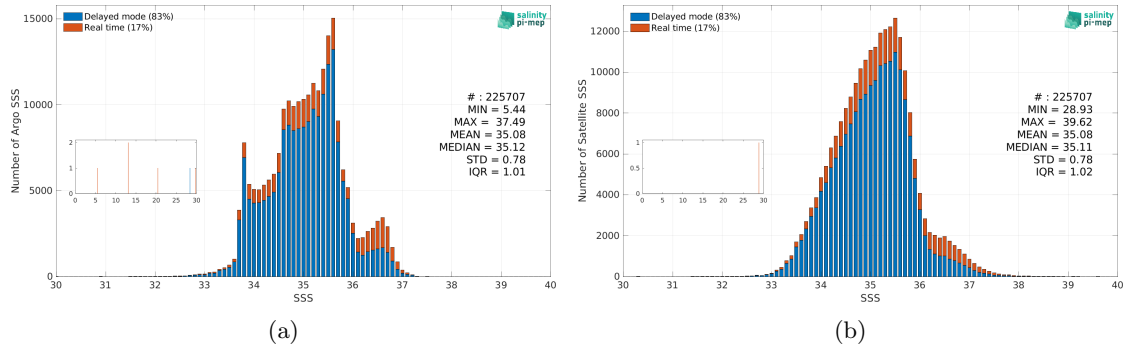 Delayed mode (83%)
Real time (17%)
salinity
pi-mep
# : 225707
MIN = 5.44
MAX = 37.49
MEAN = 35.08
MEDIAN = 35.12
STD = 0.78
IQR = 1.01
Number of Argo SSS
15000
10000
5000
0
2
1
0
0 5 10 15 20 25 30
30 31 32 33 34 35 36 37 38 39 40
SSS
(a)
Delayed mode (83%)
Real time (17%)
salinity
pi-mep
# : 225707
MIN = 28.93
MAX = 39.62
MEAN = 35.08
MEDIAN = 35.11
STD = 0.78
IQR = 1.02
Number of Satellite SSS
12000
10000
8000
6000
4000
2000
0
1
0
0 5 10 15 20 25 30
30 31 32 33 34 35 36 37 38 39 40
SSS
(b)